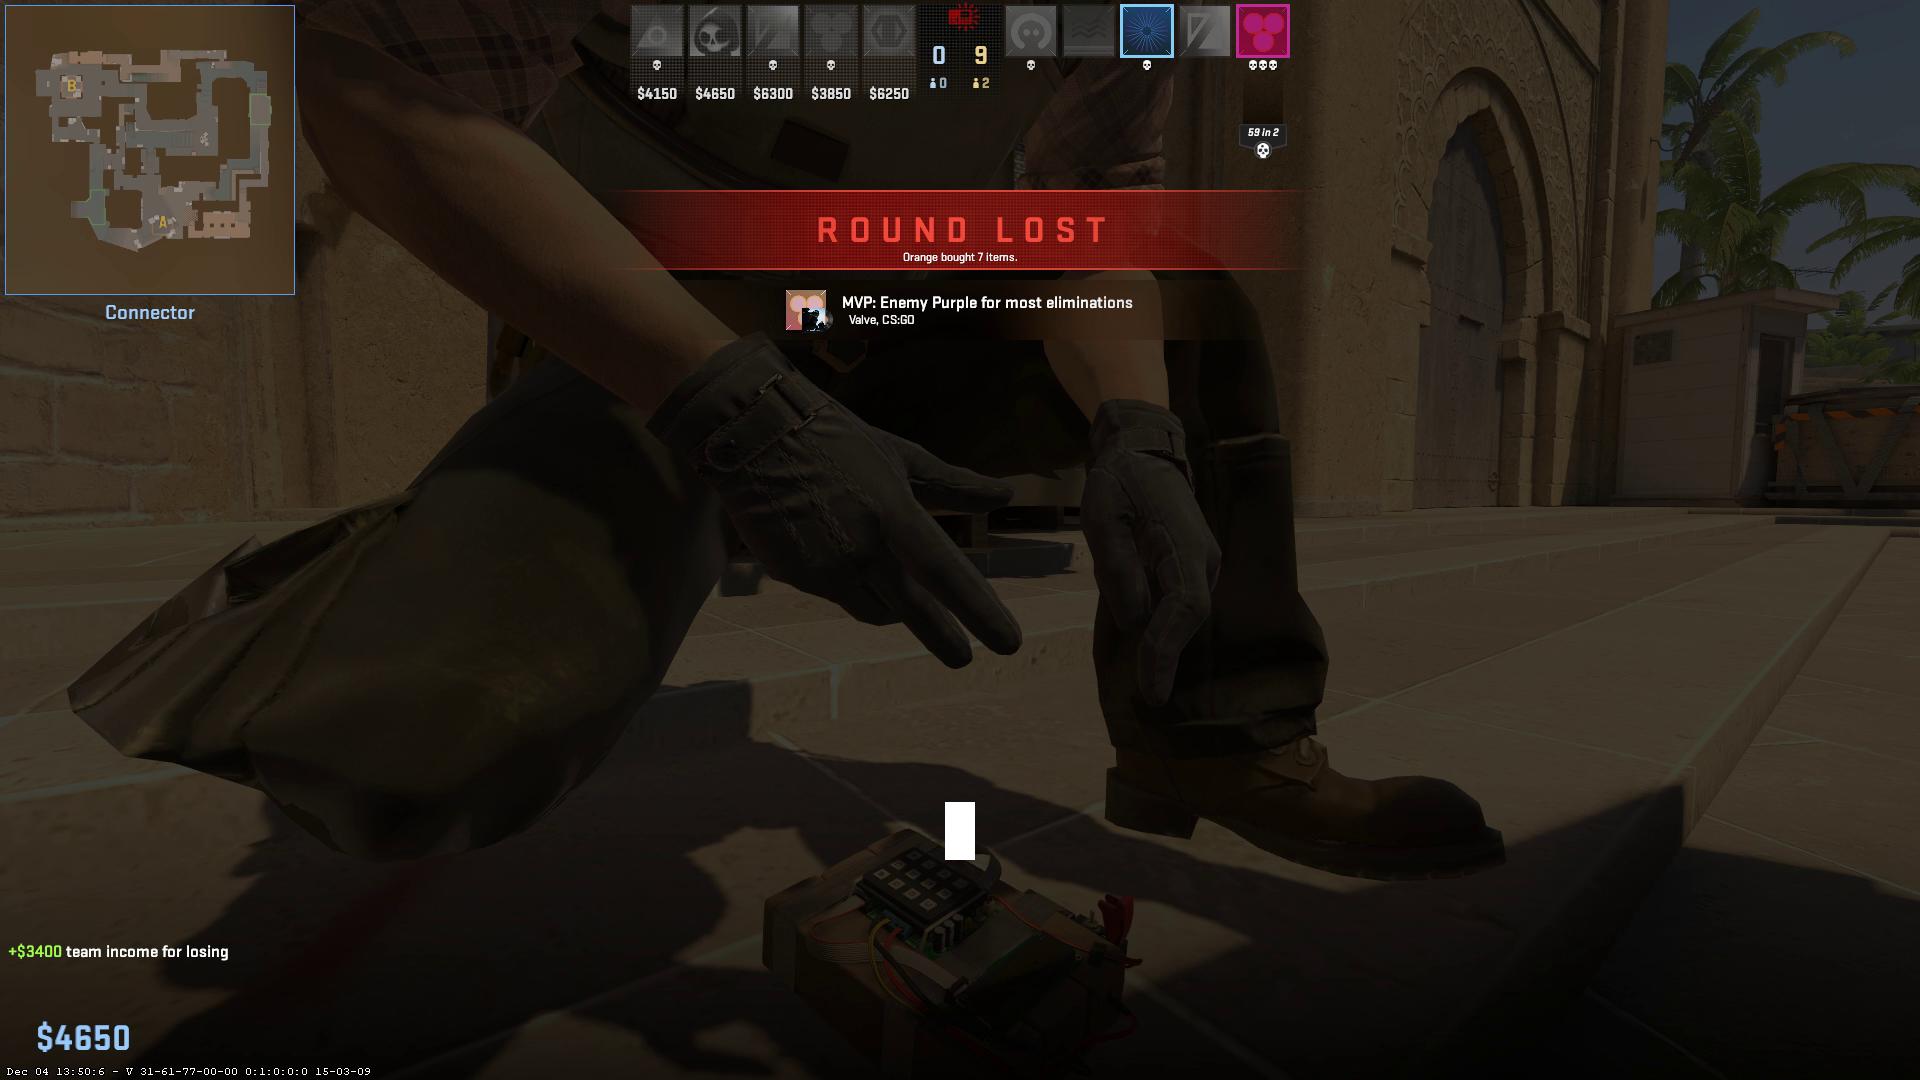 B
A
Connector
0 9
0 2
$4150 $4650 $6300 $3850 $6250
59 in 2
ROUND LOST
Orange bought 7 items.
MVP: Enemy Purple for most eliminations
Valve, CS:GO
+$3400 team income for losing
$4650
Dec 04 13:50:6 - V 31-61-77-00-00 0:1:0:0:0 15-03-09